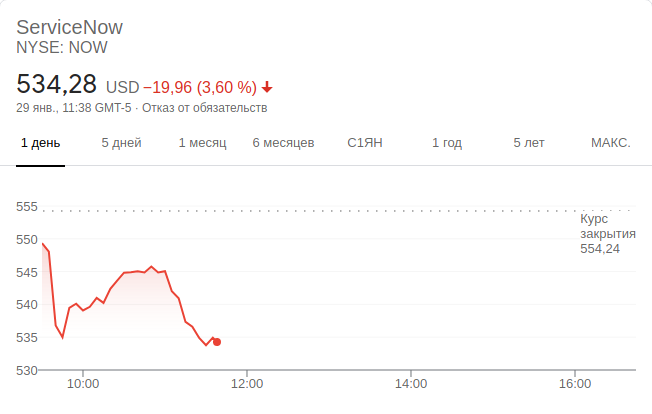 ServiceNow
NYSE: NOW
534,28 USD −19,96 (3,60 %)
29 янв., 11:38 GMT-5 · Отказ от обязательств
1 день 5 дней 1 месяц 6 месяцев С1ЯН 1 год 5 лет МАКС.
555
Курс
закрытия
554,24
550
545
540
535
530
10:00 12:00 14:00 16:00